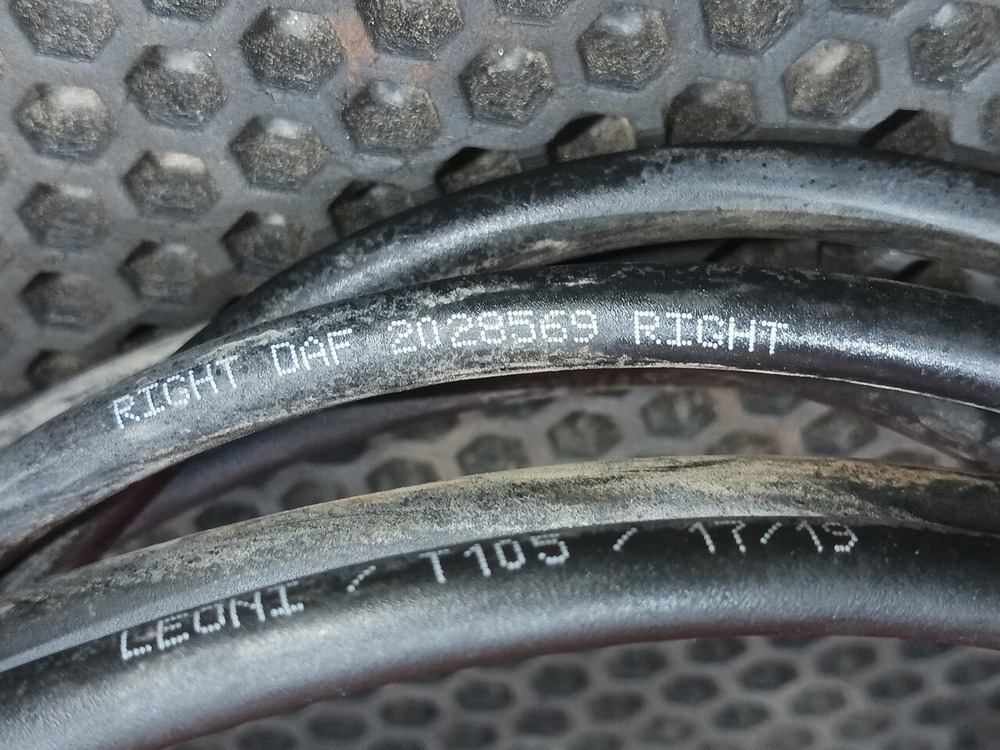 RIGHT DAF 2028569 RIGHT
LEONI / T105 / 17/19